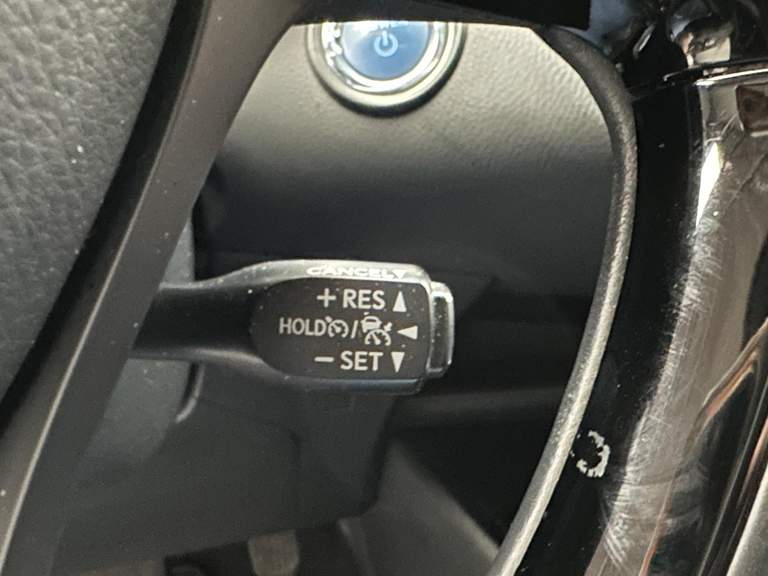 CANCEL▼
+RES▲
HOLD/◀
−SET▼